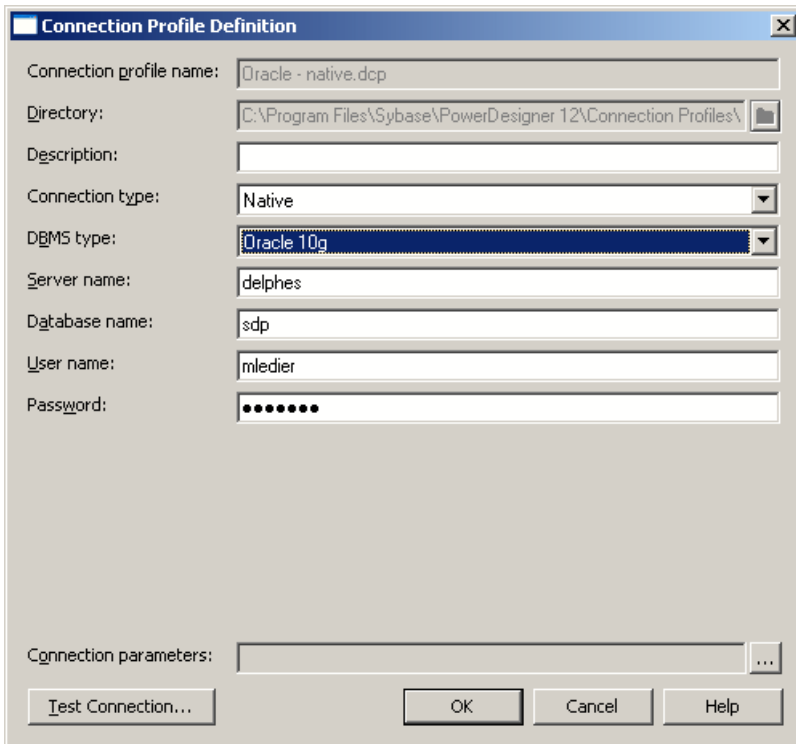 Connection Profile Definition
Connection profile name: Oracle - native.dcp
Directory: C:\Program Files\Sybase\PowerDesigner 12\Connection Profiles\
Description:
Connection type: Native
DBMS type: Oracle 10g
Server name: delphes
Database name: sdp
User name: mledier
Password: ●●●●●●●
Connection parameters: ...
Test Connection... OK Cancel Help